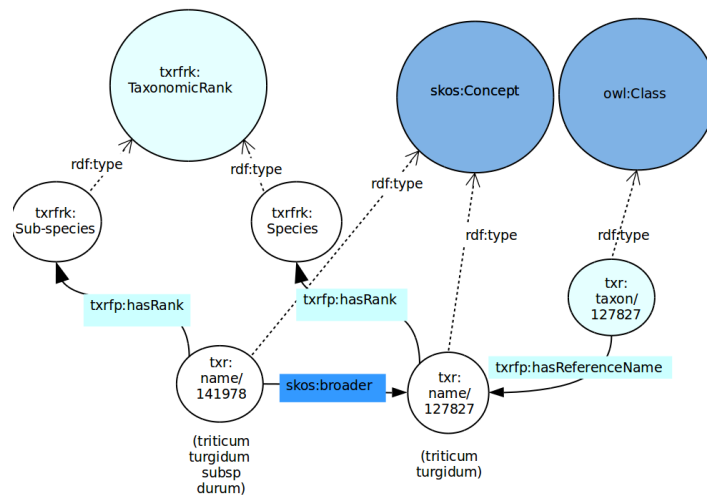 txrfrk:
TaxonomicRank
skos:Concept
owl:Class
rdf:type
rdf:type
rdf:type
txrfrk:
Sub-species
txrfrk:
Species
rdf:type
rdf:type
txr:
taxon/
127827
txrfp:hasRank
txrfp:hasRank
txrfp:hasReferenceName
txr:
name/
141978
skos:broader
txr:
name/
127827
(triticum
turgidum
subsp
durum)
(triticum
turgidum)